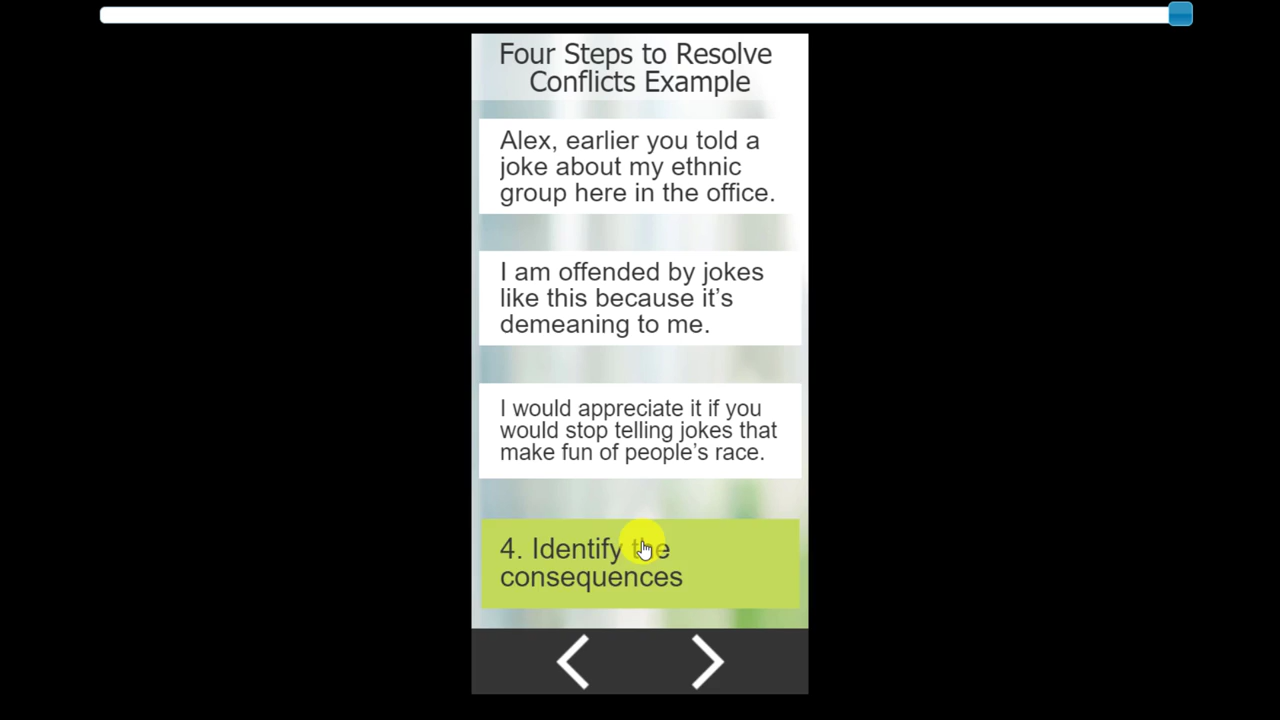 Four Steps to Resolve
Conflicts Example
Alex, earlier you told a
joke about my ethnic
group here in the office.
I am offended by jokes
like this because it’s
demeaning to me.
I would appreciate it if you
would stop telling jokes that
make fun of people’s race.
4. Identify the
consequences